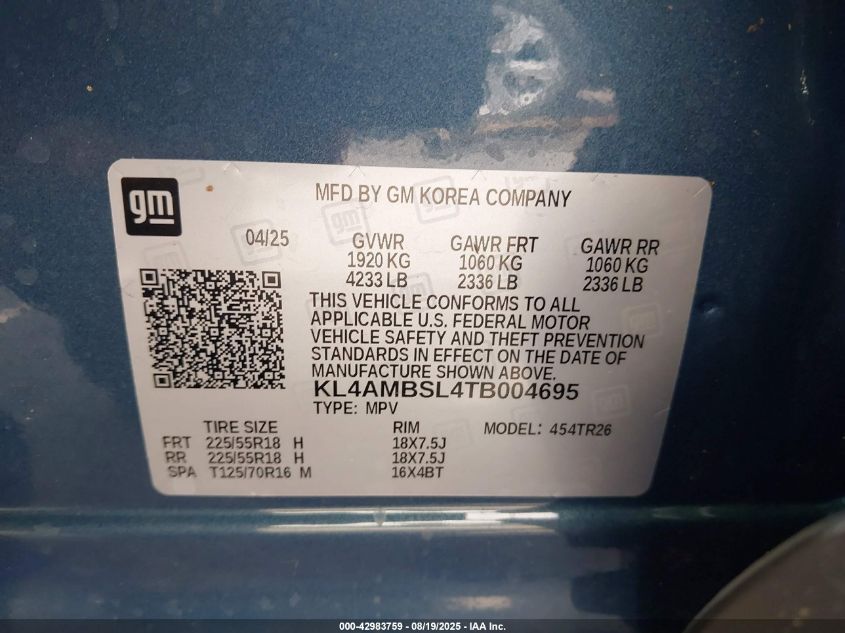 gm
MFD BY GM KOREA COMPANY
04/25 GVWR GAWR FRT GAWR RR
1920 KG 1060 KG 1060 KG
4233 LB 2336 LB 2336 LB
THIS VEHICLE CONFORMS TO ALL
APPLICABLE U.S. FEDERAL MOTOR
VEHICLE SAFETY AND THEFT PREVENTION
STANDARDS IN EFFECT ON THE DATE OF
MANUFACTURE SHOWN ABOVE.
KL4AMBSL4TB004695
TYPE: MPV
TIRE SIZE RIM MODEL: 454TR26
FRT 225/55R18 H 18X7.5J
RR 225/55R18 H 18X7.5J
SPA T125/70R16 M 16X4BT
000-42983759 - 08/19/2025 - IAA Inc.